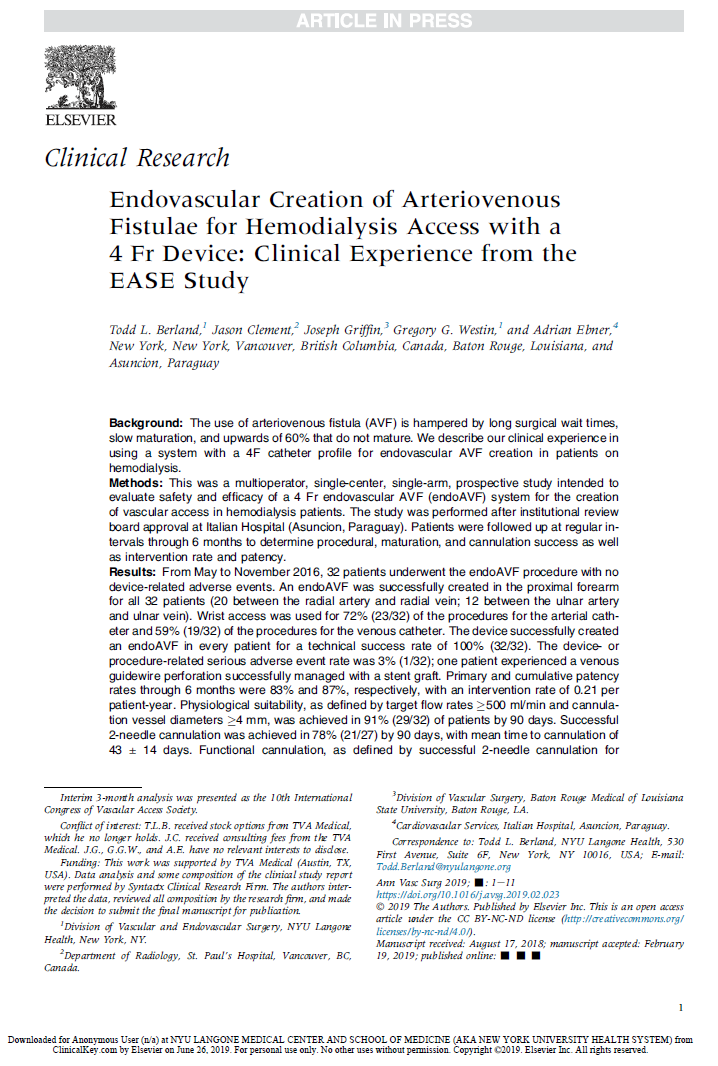 ARTICLE IN PRESS
ELSEVIER
Clinical Research
Endovascular Creation of Arteriovenous
Fistulae for Hemodialysis Access with a
4 Fr Device: Clinical Experience from the
EASE Study
Todd L. Berland,1 Jason Clement,2 Joseph Griffin,3 Gregory G. Westin,1 and Adrian Ebner,4
New York, New York, Vancouver, British Columbia, Canada, Baton Rouge, Louisiana, and
Asuncion, Paraguay
Background: The use of arteriovenous fistula (AVF) is hampered by long surgical wait times,
slow maturation, and upwards of 60% that do not mature. We describe our clinical experience in
using a system with a 4F catheter profile for endovascular AVF creation in patients on
hemodialysis.
Methods: This was a multioperator, single-center, single-arm, prospective study intended to
evaluate safety and efficacy of a 4 Fr endovascular AVF (endoAVF) system for the creation
of vascular access in hemodialysis patients. The study was performed after institutional review
board approval at Italian Hospital (Asuncion, Paraguay). Patients were followed up at regular in-
tervals through 6 months to determine procedural, maturation, and cannulation success as well
as intervention rate and patency.
Results: From May to November 2016, 32 patients underwent the endoAVF procedure with no
device-related adverse events. An endoAVF was successfully created in the proximal forearm
for all 32 patients (20 between the radial artery and radial vein; 12 between the ulnar artery
and ulnar vein). Wrist access was used for 72% (23/32) of the procedures for the arterial cath-
eter and 59% (19/32) of the procedures for the venous catheter. The device successfully created
an endoAVF in every patient for a technical success rate of 100% (32/32). The device- or
procedure-related serious adverse event rate was 3% (1/32); one patient experienced a venous
guidewire perforation successfully managed with a stent graft. Primary and cumulative patency
rates through 6 months were 83% and 87%, respectively, with an intervention rate of 0.21 per
patient-year. Physiological suitability, as defined by target flow rates ≥500 ml/min and cannula-
tion vessel diameters ≥4 mm, was achieved in 91% (29/32) of patients by 90 days. Successful
2-needle cannulation was achieved in 78% (21/27) by 90 days, with mean time to cannulation of
43 ± 14 days. Functional cannulation, as defined by successful 2-needle cannulation for
Interim 3-month analysis was presented as the 10th International
Congress of Vascular Access Society.
Conflict of interest: T.L.B. received stock options from TVA Medical,
which he no longer holds. J.C. received consulting fees from the TVA
Medical. J.G., G.G.W., and A.E. have no relevant interests to disclose.
Funding: This work was supported by TVA Medical (Austin, TX,
USA). Data analysis and some composition of the clinical study report
were performed by Syntactx Clinical Research Firm. The authors inter-
preted the data, reviewed all composition by the research firm, and made
the decision to submit the final manuscript for publication.
1Division of Vascular and Endovascular Surgery, NYU Langone
Health, New York, NY.
2Department of Radiology, St. Paul's Hospital, Vancouver, BC,
Canada.
3Division of Vascular Surgery, Baton Rouge Medical of Louisiana
State University, Baton Rouge, LA.
4Cardiovascular Services, Italian Hospital, Asuncion, Paraguay.
Correspondence to: Todd L. Berland, NYU Langone Health, 530
First Avenue, Suite 6F, New York, NY 10016, USA; E-mail:
Todd.Berland@nyulangone.org
Ann Vasc Surg 2019; ■: 1–11
https://doi.org/10.1016/j.avsg.2019.02.023
© 2019 The Authors. Published by Elsevier Inc. This is an open access
article under the CC BY-NC-ND license (http://creativecommons.org/
licenses/by-nc-nd/4.0/).
Manuscript received: August 17, 2018; manuscript accepted: February
19, 2019; published online: ■ ■ ■
1
Downloaded for Anonymous User (n/a) at NYU LANGONE MEDICAL CENTER AND SCHOOL OF MEDICINE (AKA NEW YORK UNIVERSITY HEALTH SYSTEM) from
ClinicalKey.com by Elsevier on June 26, 2019. For personal use only. No other uses without permission. Copyright ©2019. Elsevier Inc. All rights reserved.